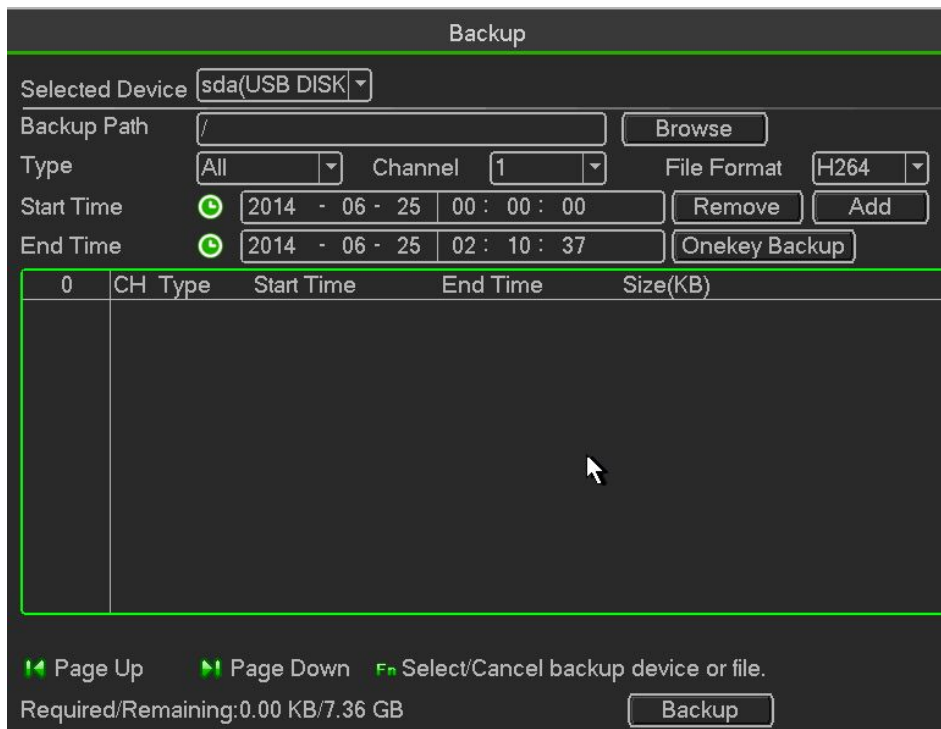 Backup
Selected Device sda(USB DISK
Backup Path / Browse
Type All Channel 1 File Format H264
Start Time 2014 - 06 - 25 00 : 00 : 00 Remove Add
End Time 2014 - 06 - 25 02 : 10 : 37 Onekey Backup
0 CH Type Start Time End Time Size(KB)
Page Up Page Down Fn Select/Cancel backup device or file.
Required/Remaining:0.00 KB/7.36 GB Backup